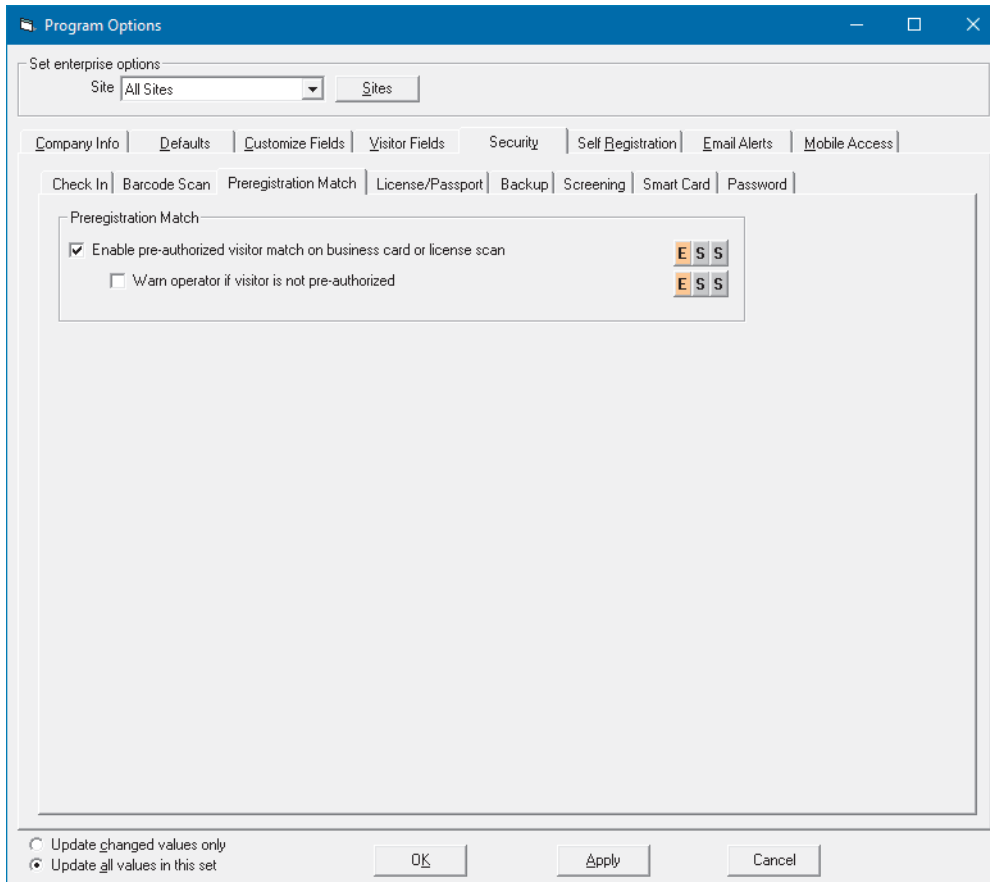 Program Options
Set enterprise options
Site All Sites Sites
Company Info Defaults Customize Fields Visitor Fields Security Self Registration Email Alerts Mobile Access
Check In Barcode Scan Preregistration Match License/Passport Backup Screening Smart Card Password
Preregistration Match
Enable pre-authorized visitor match on business card or license scan E S S
Warn operator if visitor is not pre-authorized E S S
Update changed values only
Update all values in this set
OK Apply Cancel